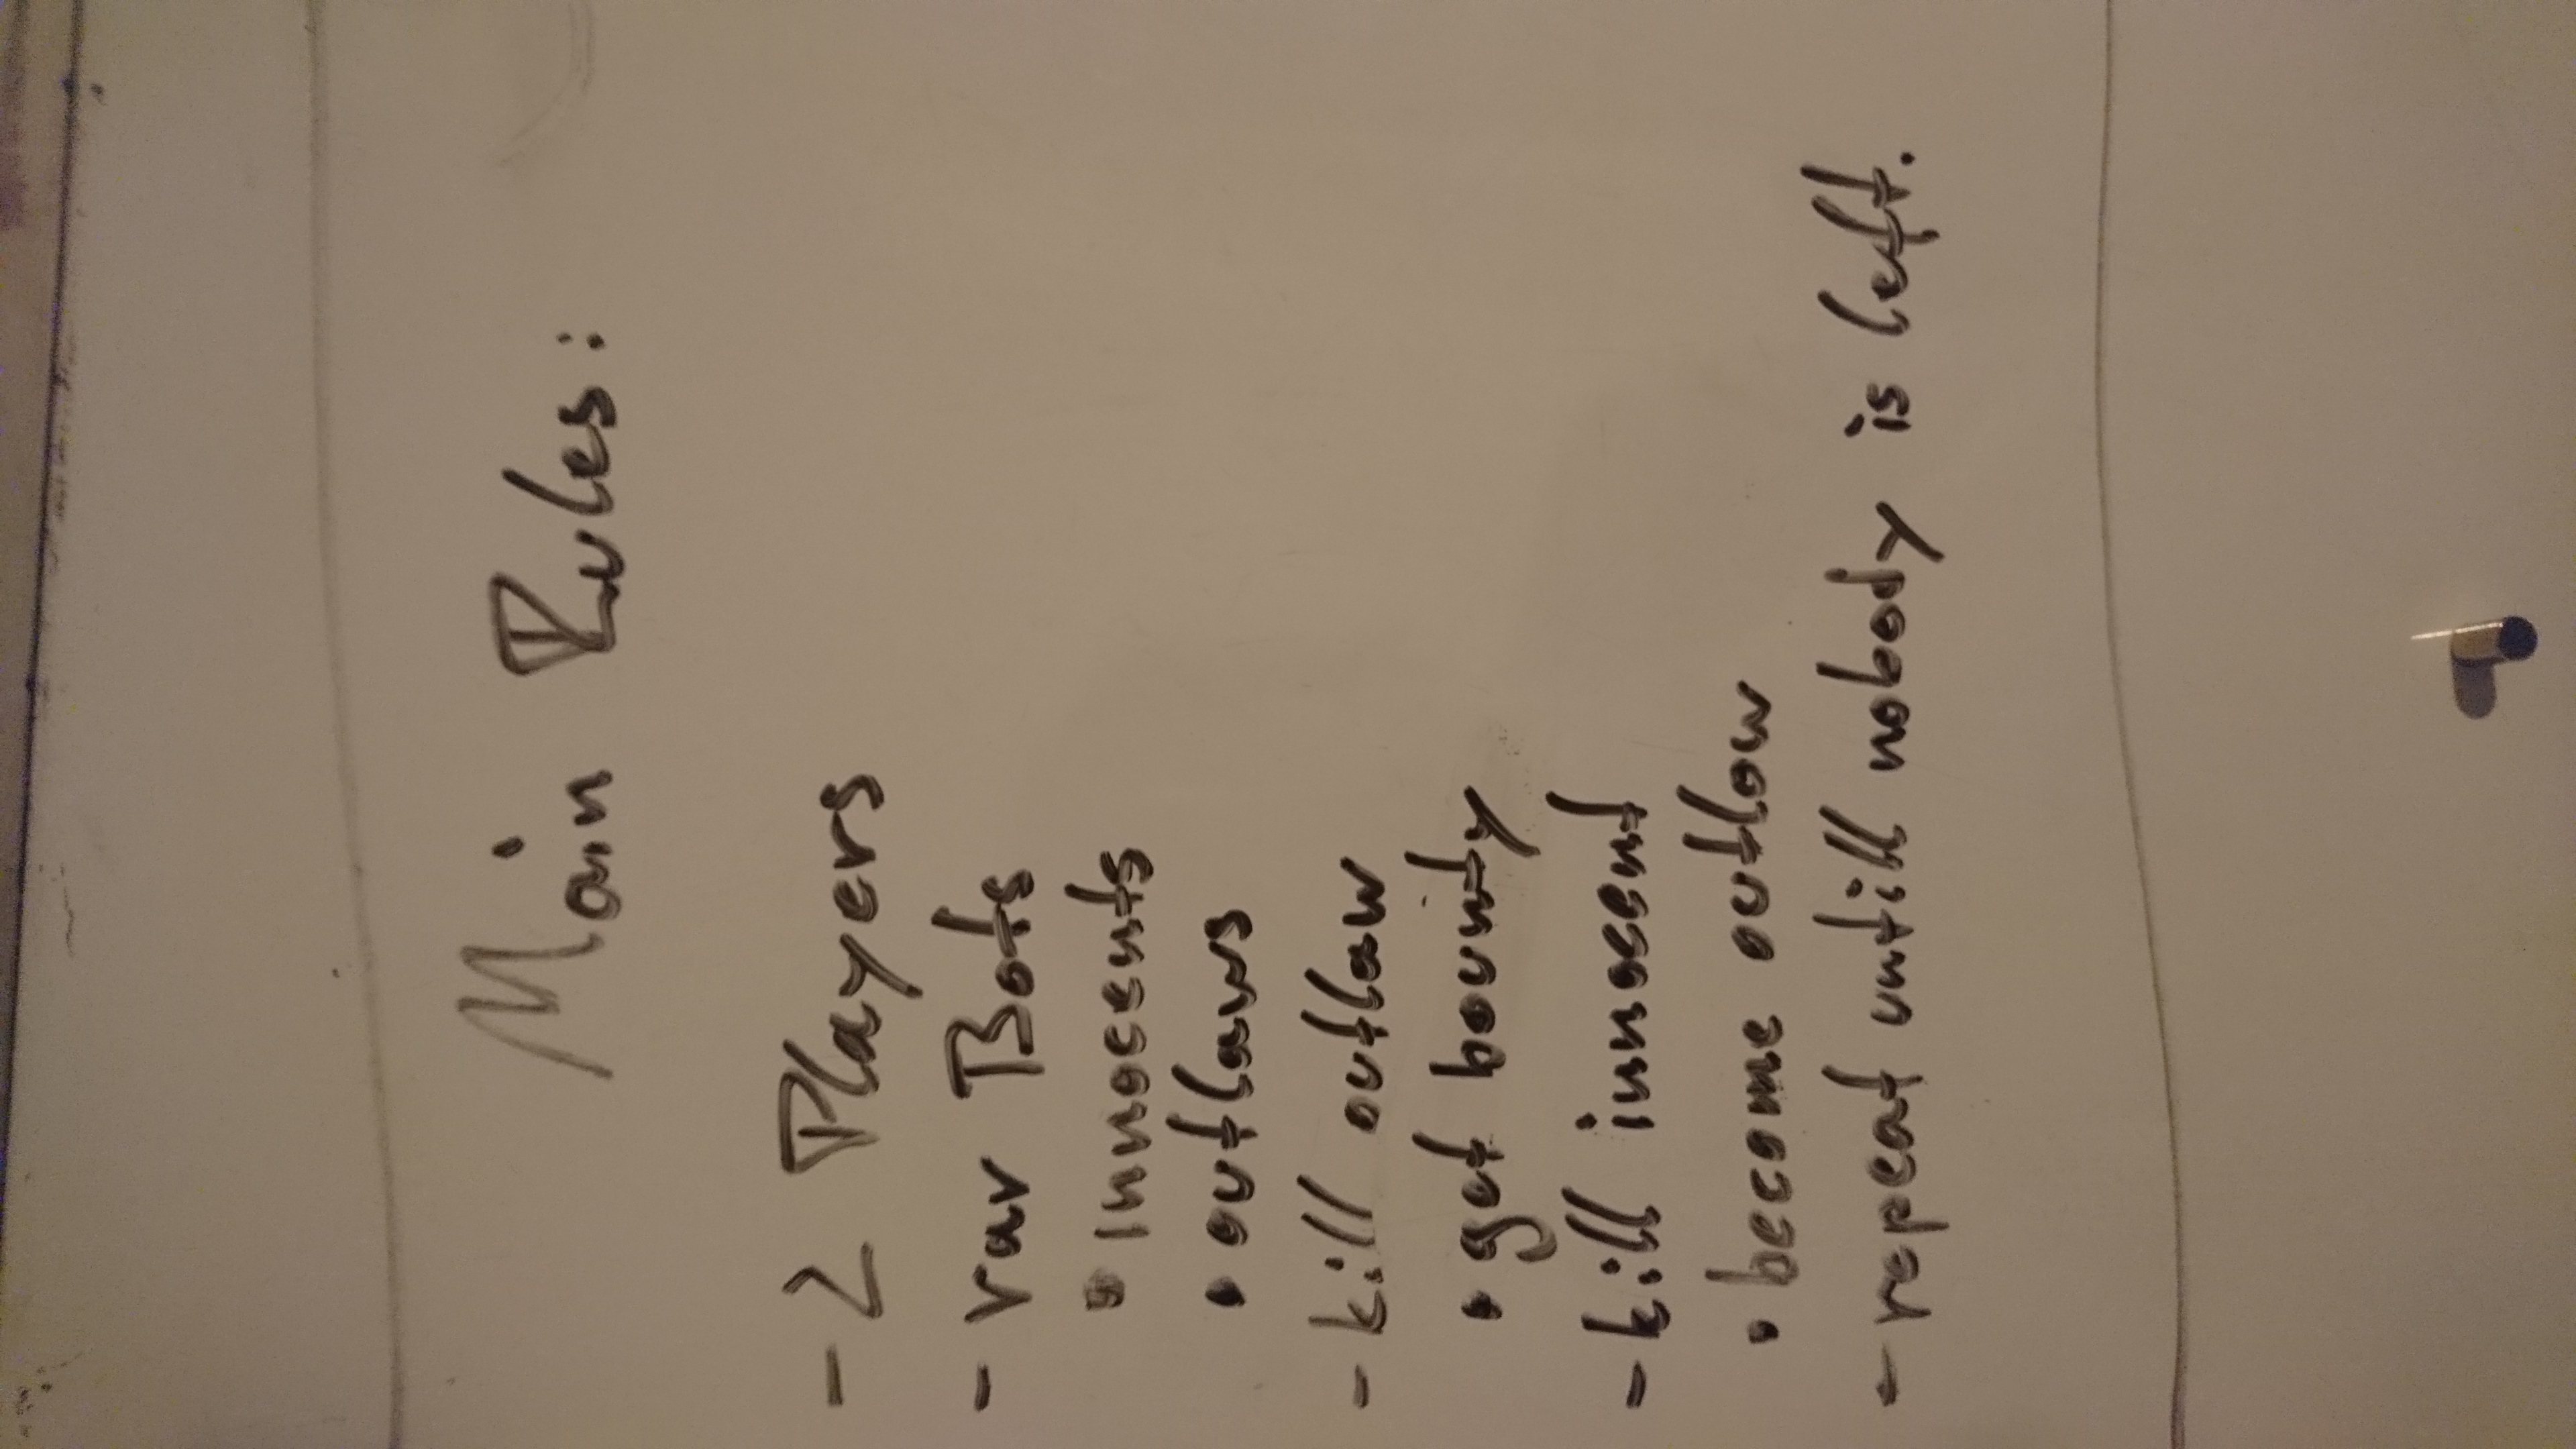 Main Rules:
- 2 Players
- var Bots
• innocents
• outlaws
- kill outlaw
• get bounty
- kill innocent
• become outlow
- repeat untill nobody is left.